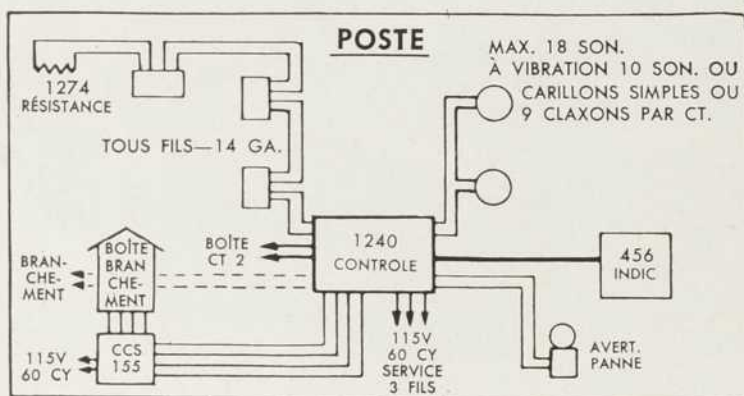 POSTE
MAX. 18 SON.
À VIBRATION 10 SON. OU
CARILLONS SIMPLES OU
9 CLAXONS PAR CT.
1274
RÉSISTANCE
TOUS FILS—14 GA.
BOÎTE
CT 2
1240
CONTROLE
456
INDIC
BRAN-
CHE-
MENT
BOÎTE
BRAN
CHE-
MENT
115V
60 CY
CCS
155
115V
60 CY
SERVICE
3 FILS
AVERT.
PANNE